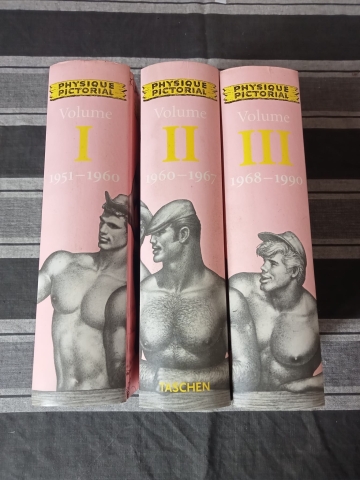 PHYSIQUE
PICTORIAL
Volume
I
1951–1960
PHYSIQUE
PICTORIAL
Volume
II
1960–1967
TASCHEN
PHYSIQUE
PICTORIAL
Volume
III
1968–1990